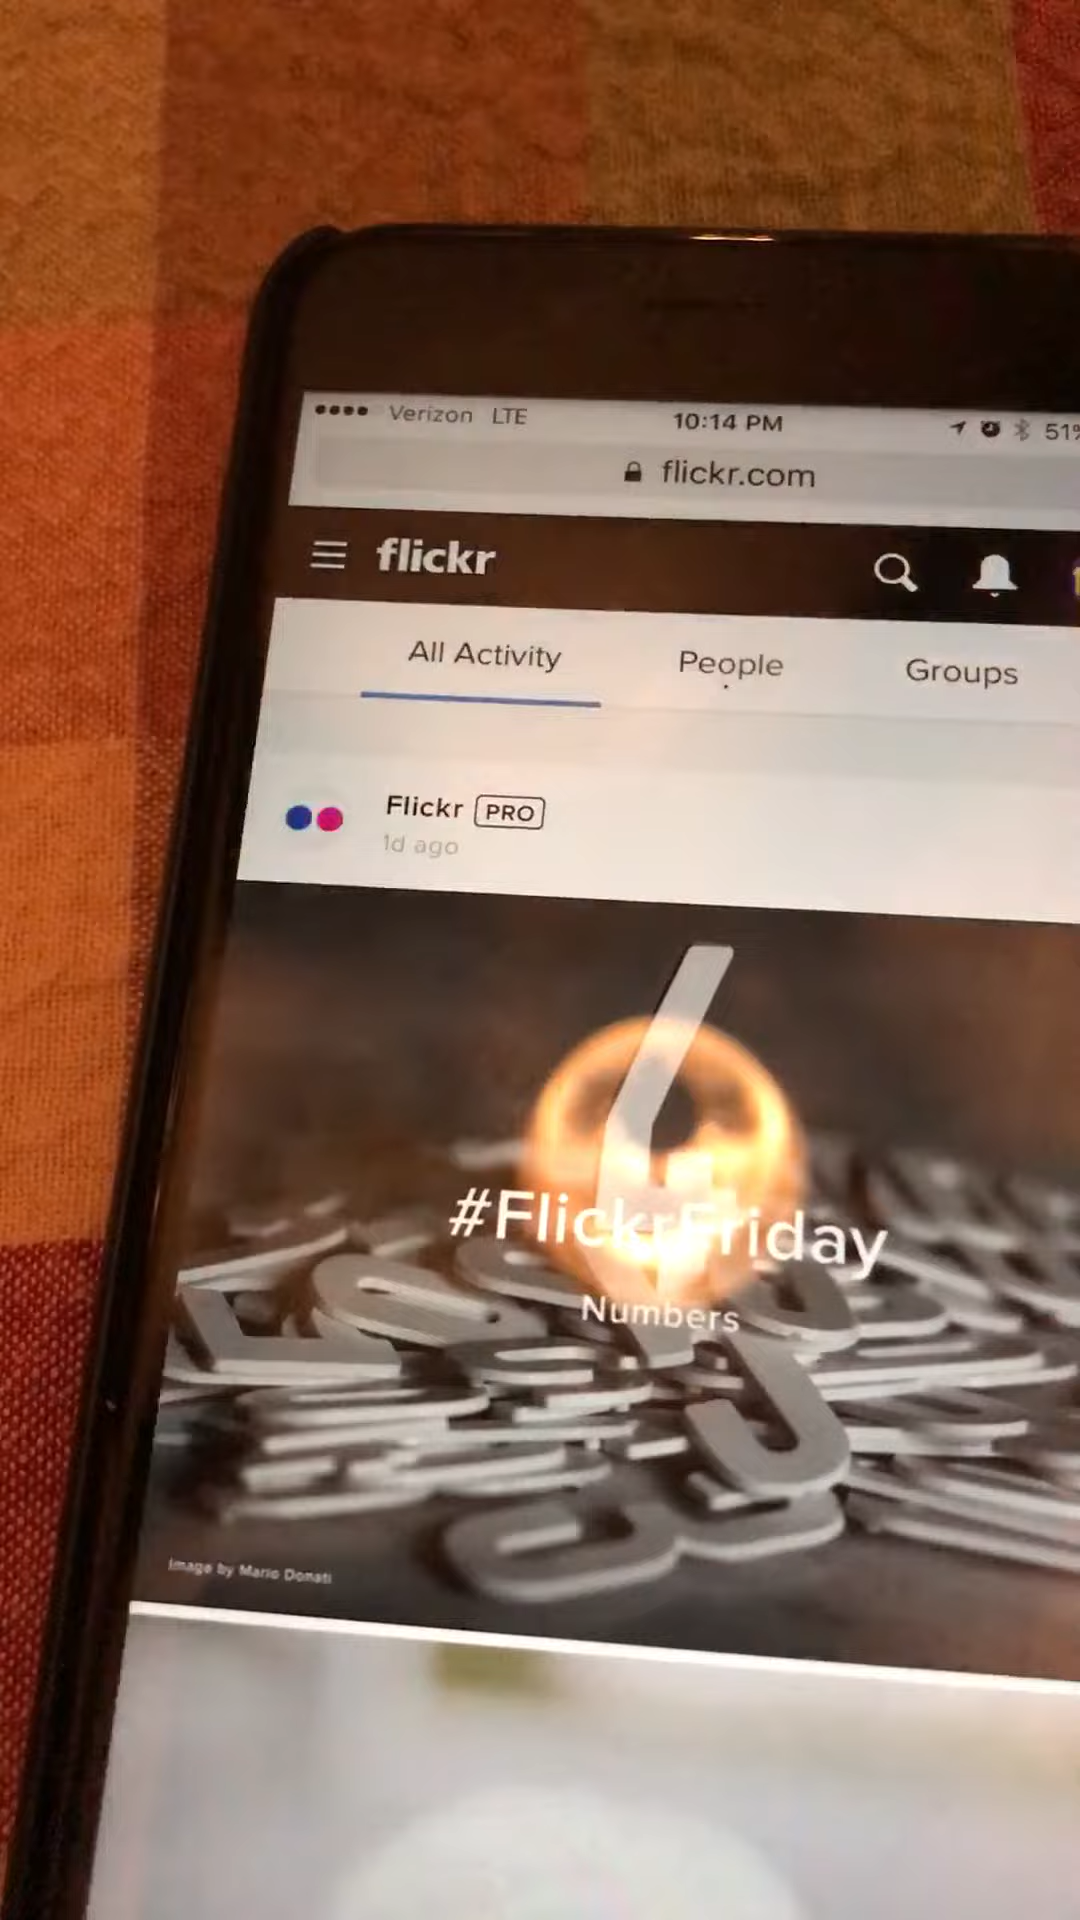 Verizon LTE 10:14 PM 51%
flickr.com
flickr
All Activity People Groups
Flickr PRO
1d ago
#FlickrFriday
Numbers
Image by Mario Donati